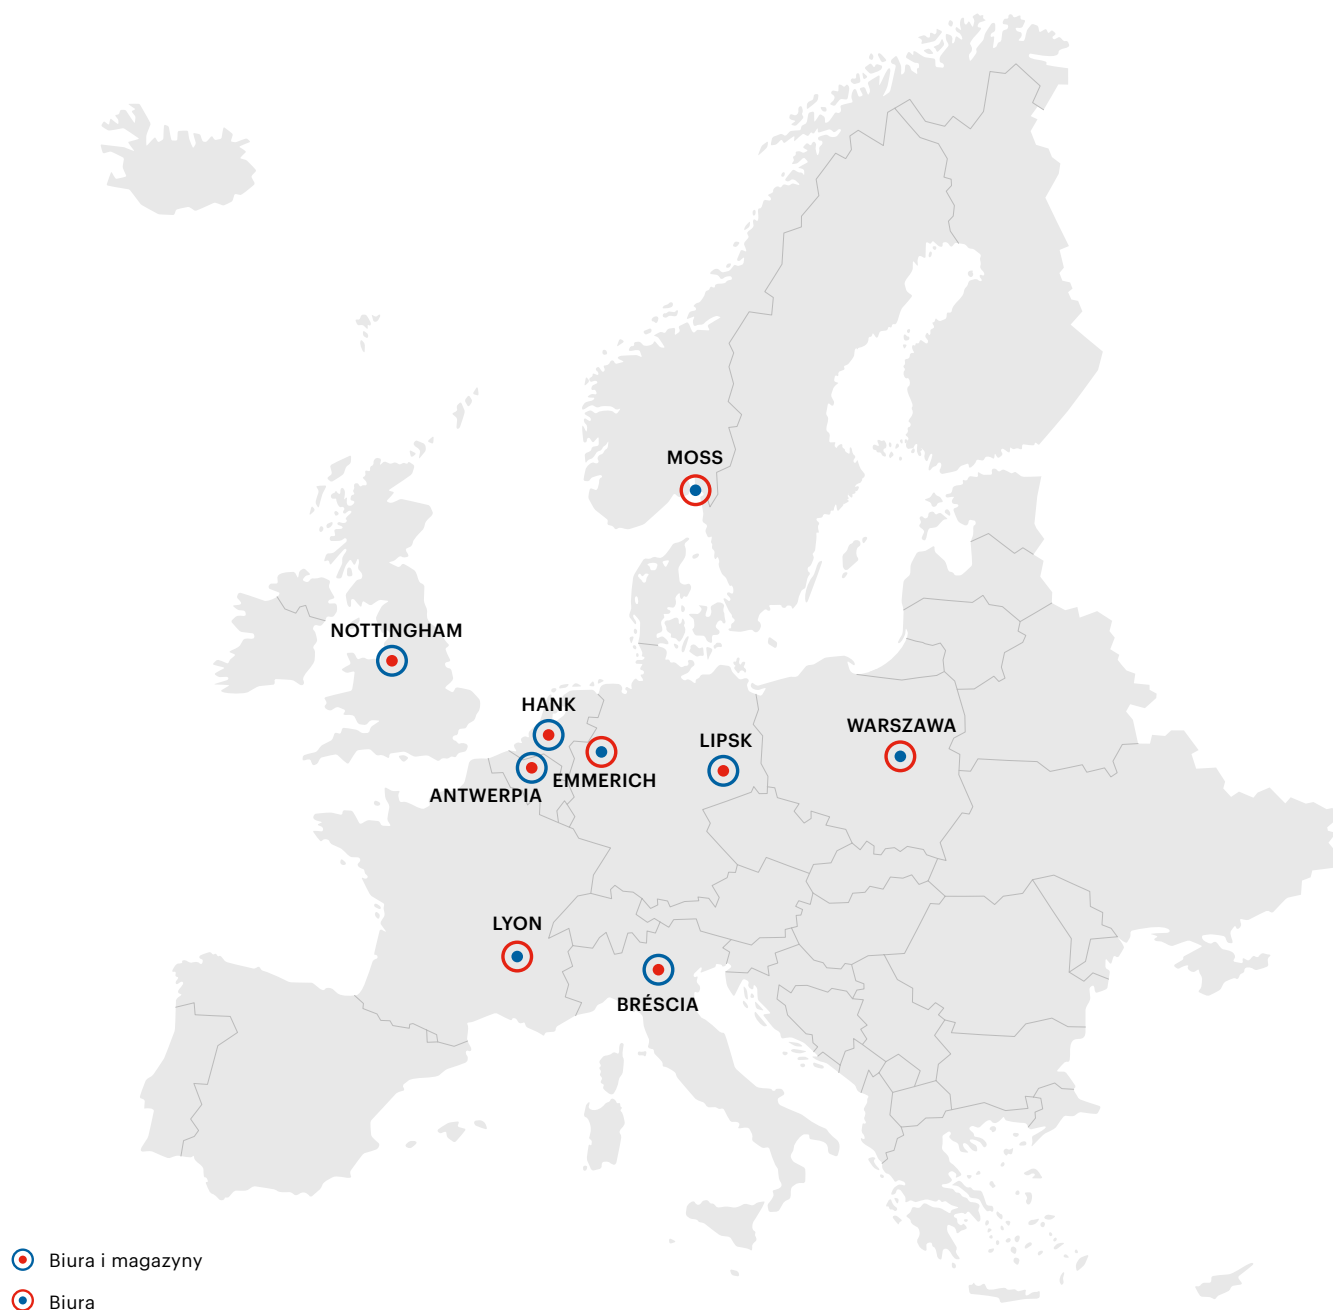 MOSS
NOTTINGHAM
HANK
WARSZAWA
LIPSK
EMMERICH
ANTWERPIA
LYON
BRÉSCIA
Biura i magazyny
Biura